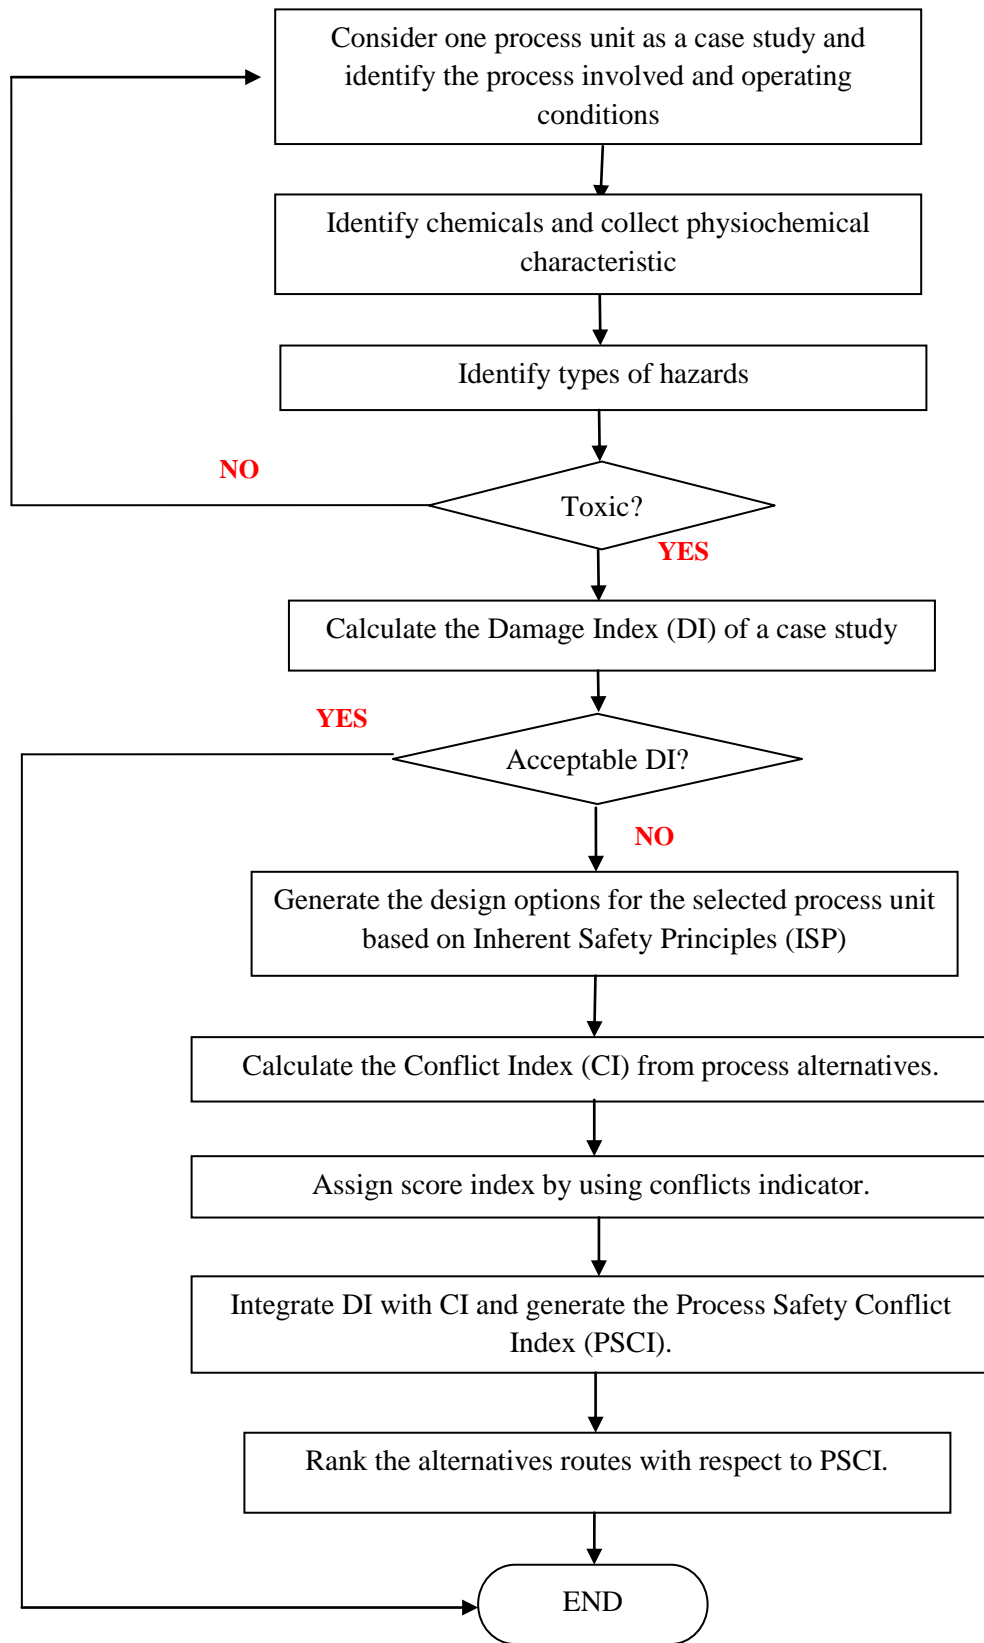 Consider one process unit as a case study and
identify the process involved and operating
conditions
Identify chemicals and collect physiochemical
characteristic
Identify types of hazards
NO
Toxic?
YES
Calculate the Damage Index (DI) of a case study
YES
Acceptable DI?
NO
Generate the design options for the selected process unit
based on Inherent Safety Principles (ISP)
Calculate the Conflict Index (CI) from process alternatives.
Assign score index by using conflicts indicator.
Integrate DI with CI and generate the Process Safety Conflict
Index (PSCI).
Rank the alternatives routes with respect to PSCI.
END